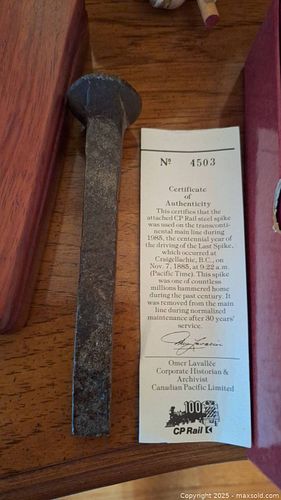 Nº 4503
Certificate
of
Authenticity
This certifies that the
attached CP Rail steel spike
was used on the transconti-
nental main line during
1985, the centennial year of
the driving of the Last Spike,
which occurred at
Craigellachie, B.C., on
Nov. 7, 1885, at 9:22 a.m.
(Pacific Time). This spike
was one of countless
millions hammered home
during the past century. It
was removed from the main
line during normalized
maintenance after 30 years'
service.
Omer Lavallée
Corporate Historian &
Archivist
Canadian Pacific Limited
100
CP Rail
Copyright 2025 - maxsold.com